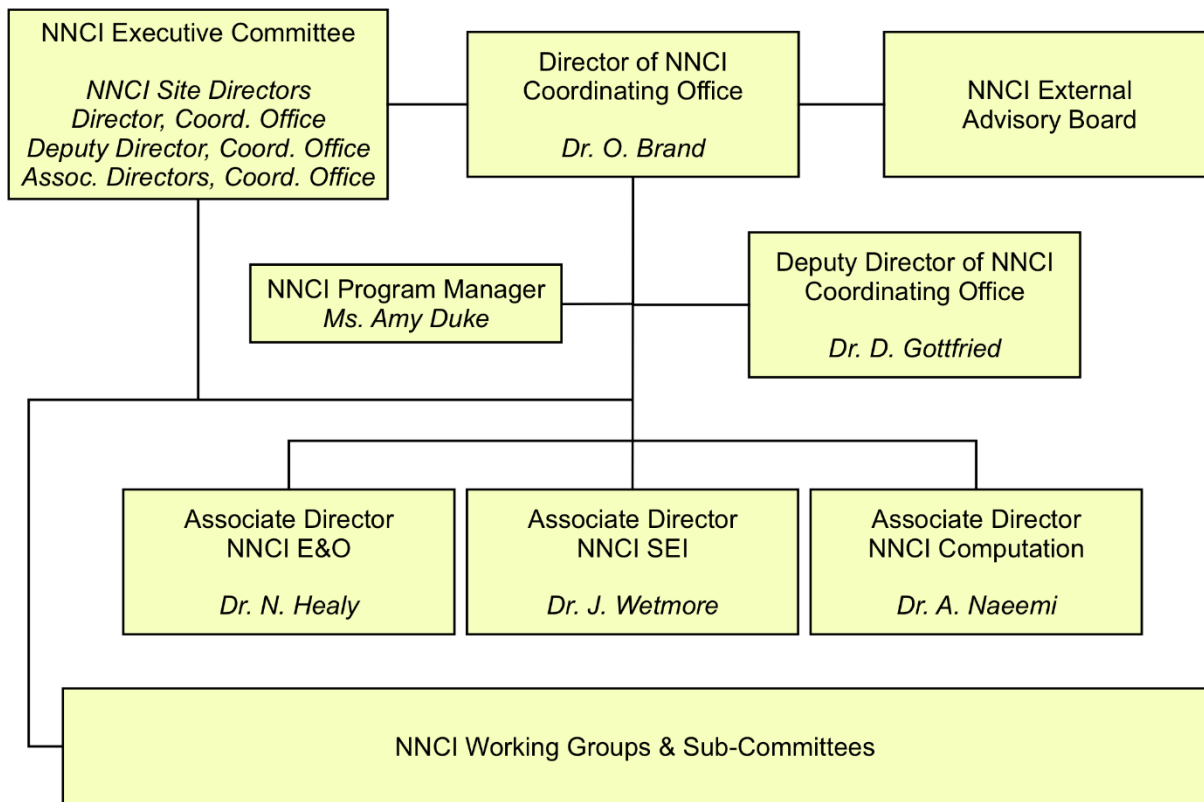 NNCI Executive Committee
NNCI Site Directors
Director, Coord. Office
Deputy Director, Coord. Office
Assoc. Directors, Coord. Office
Director of NNCI
Coordinating Office
Dr. O. Brand
NNCI External
Advisory Board
NNCI Program Manager
Ms. Amy Duke
Deputy Director of NNCI
Coordinating Office
Dr. D. Gottfried
Associate Director
NNCI E&O
Dr. N. Healy
Associate Director
NNCI SEI
Dr. J. Wetmore
Associate Director
NNCI Computation
Dr. A. Naeemi
NNCI Working Groups & Sub-Committees